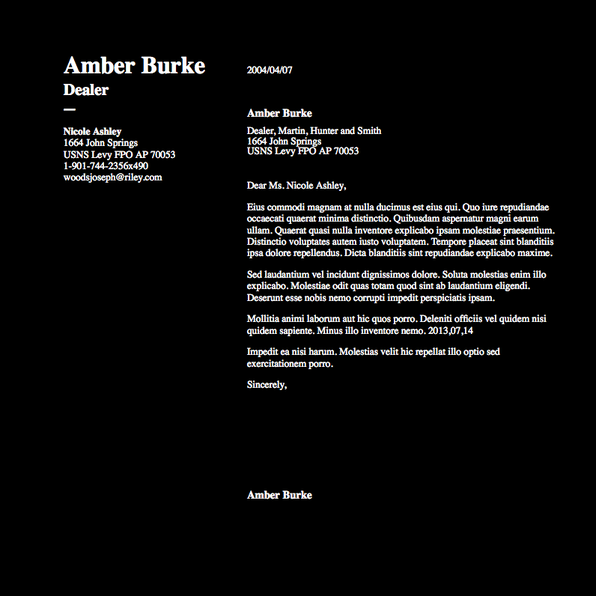 Amber Burke
Dealer
Nicole Ashley
1664 John Springs
USNS Levy FPO AP 70053
1-901-744-2356x490
woodsjoseph@riley.com
2004/04/07
Amber Burke
Dealer, Martin, Hunter and Smith
1664 John Springs
USNS Levy FPO AP 70053
Dear Ms. Nicole Ashley,
Eius commodi magnam at nulla ducimus est eius qui. Quo iure repudiandae
occaecati quaerat minima distinctio. Quibusdam aspernatur magni earum
ullam. Quaerat quasi nulla inventore explicabo ipsam molestiae praesentium.
Distinctio voluptates autem iusto voluptatem. Tempore placeat sint blanditiis
ipsa dolore repellendus. Dicta blanditiis sint repudiandae explicabo maxime.
Sed laudantium vel incidunt dignissimos dolore. Soluta molestias enim illo
explicabo. Molestiae odit quas totam quod sint ab laudantium eligendi.
Deserunt esse nobis nemo corrupti impedit perspiciatis ipsam.
Mollitia animi laborum aut hic quos porro. Deleniti officiis vel quidem nisi
quidem sapiente. Minus illo inventore nemo. 2013,07,14
Impedit ea nisi harum. Molestias velit hic repellat illo optio sed
exercitationem porro.
Sincerely,
Amber Burke